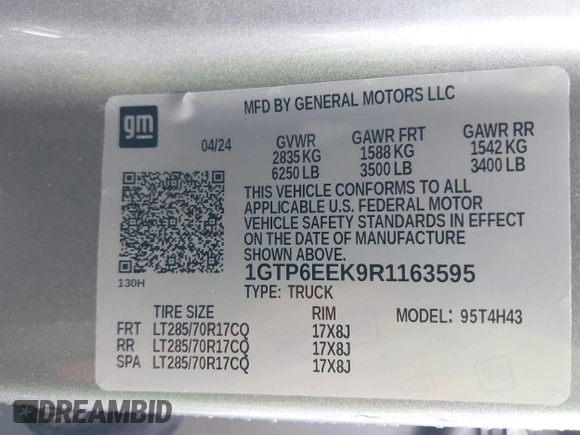 MFD BY GENERAL MOTORS LLC
gm
04/24
GVWR
2835 KG
6250 LB
GAWR FRT
1588 KG
3500 LB
GAWR RR
1542 KG
3400 LB
THIS VEHICLE CONFORMS TO ALL
APPLICABLE U.S. FEDERAL MOTOR
VEHICLE SAFETY STANDARDS IN EFFECT
ON THE DATE OF MANUFACTURE
SHOWN ABOVE.
130H
1GTP6EEK9R1163595
TYPE: TRUCK
MODEL: 95T4H43
TIRE SIZE RIM
FRT LT285/70R17CQ 17X8J
RR LT285/70R17CQ 17X8J
SPA LT285/70R17CQ 17X8J
DREAMBID